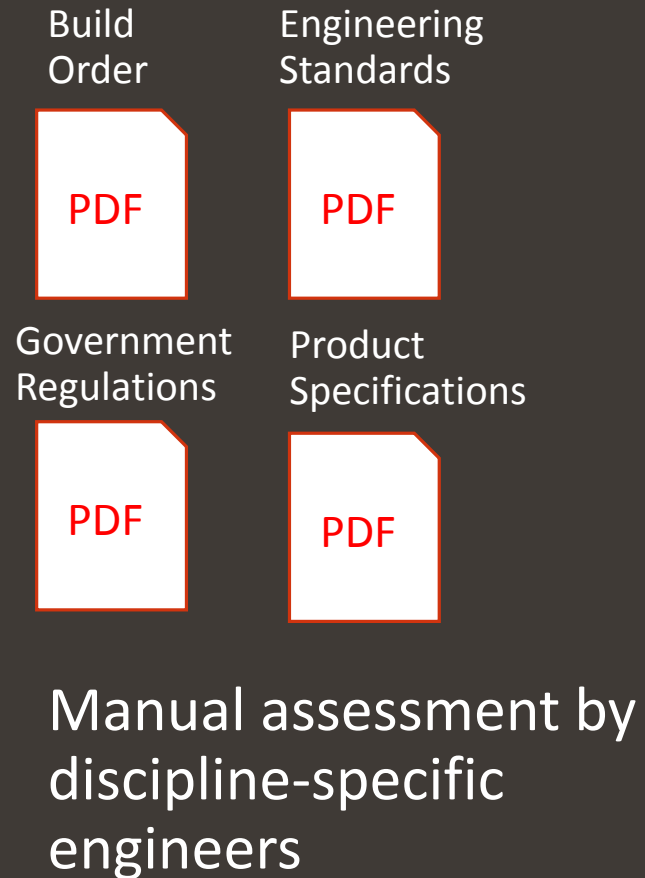 Build
Order
Engineering
Standards
PDF
PDF
Government
Regulations
Product
Specifications
PDF
PDF
Manual assessment by
discipline-specific
engineers